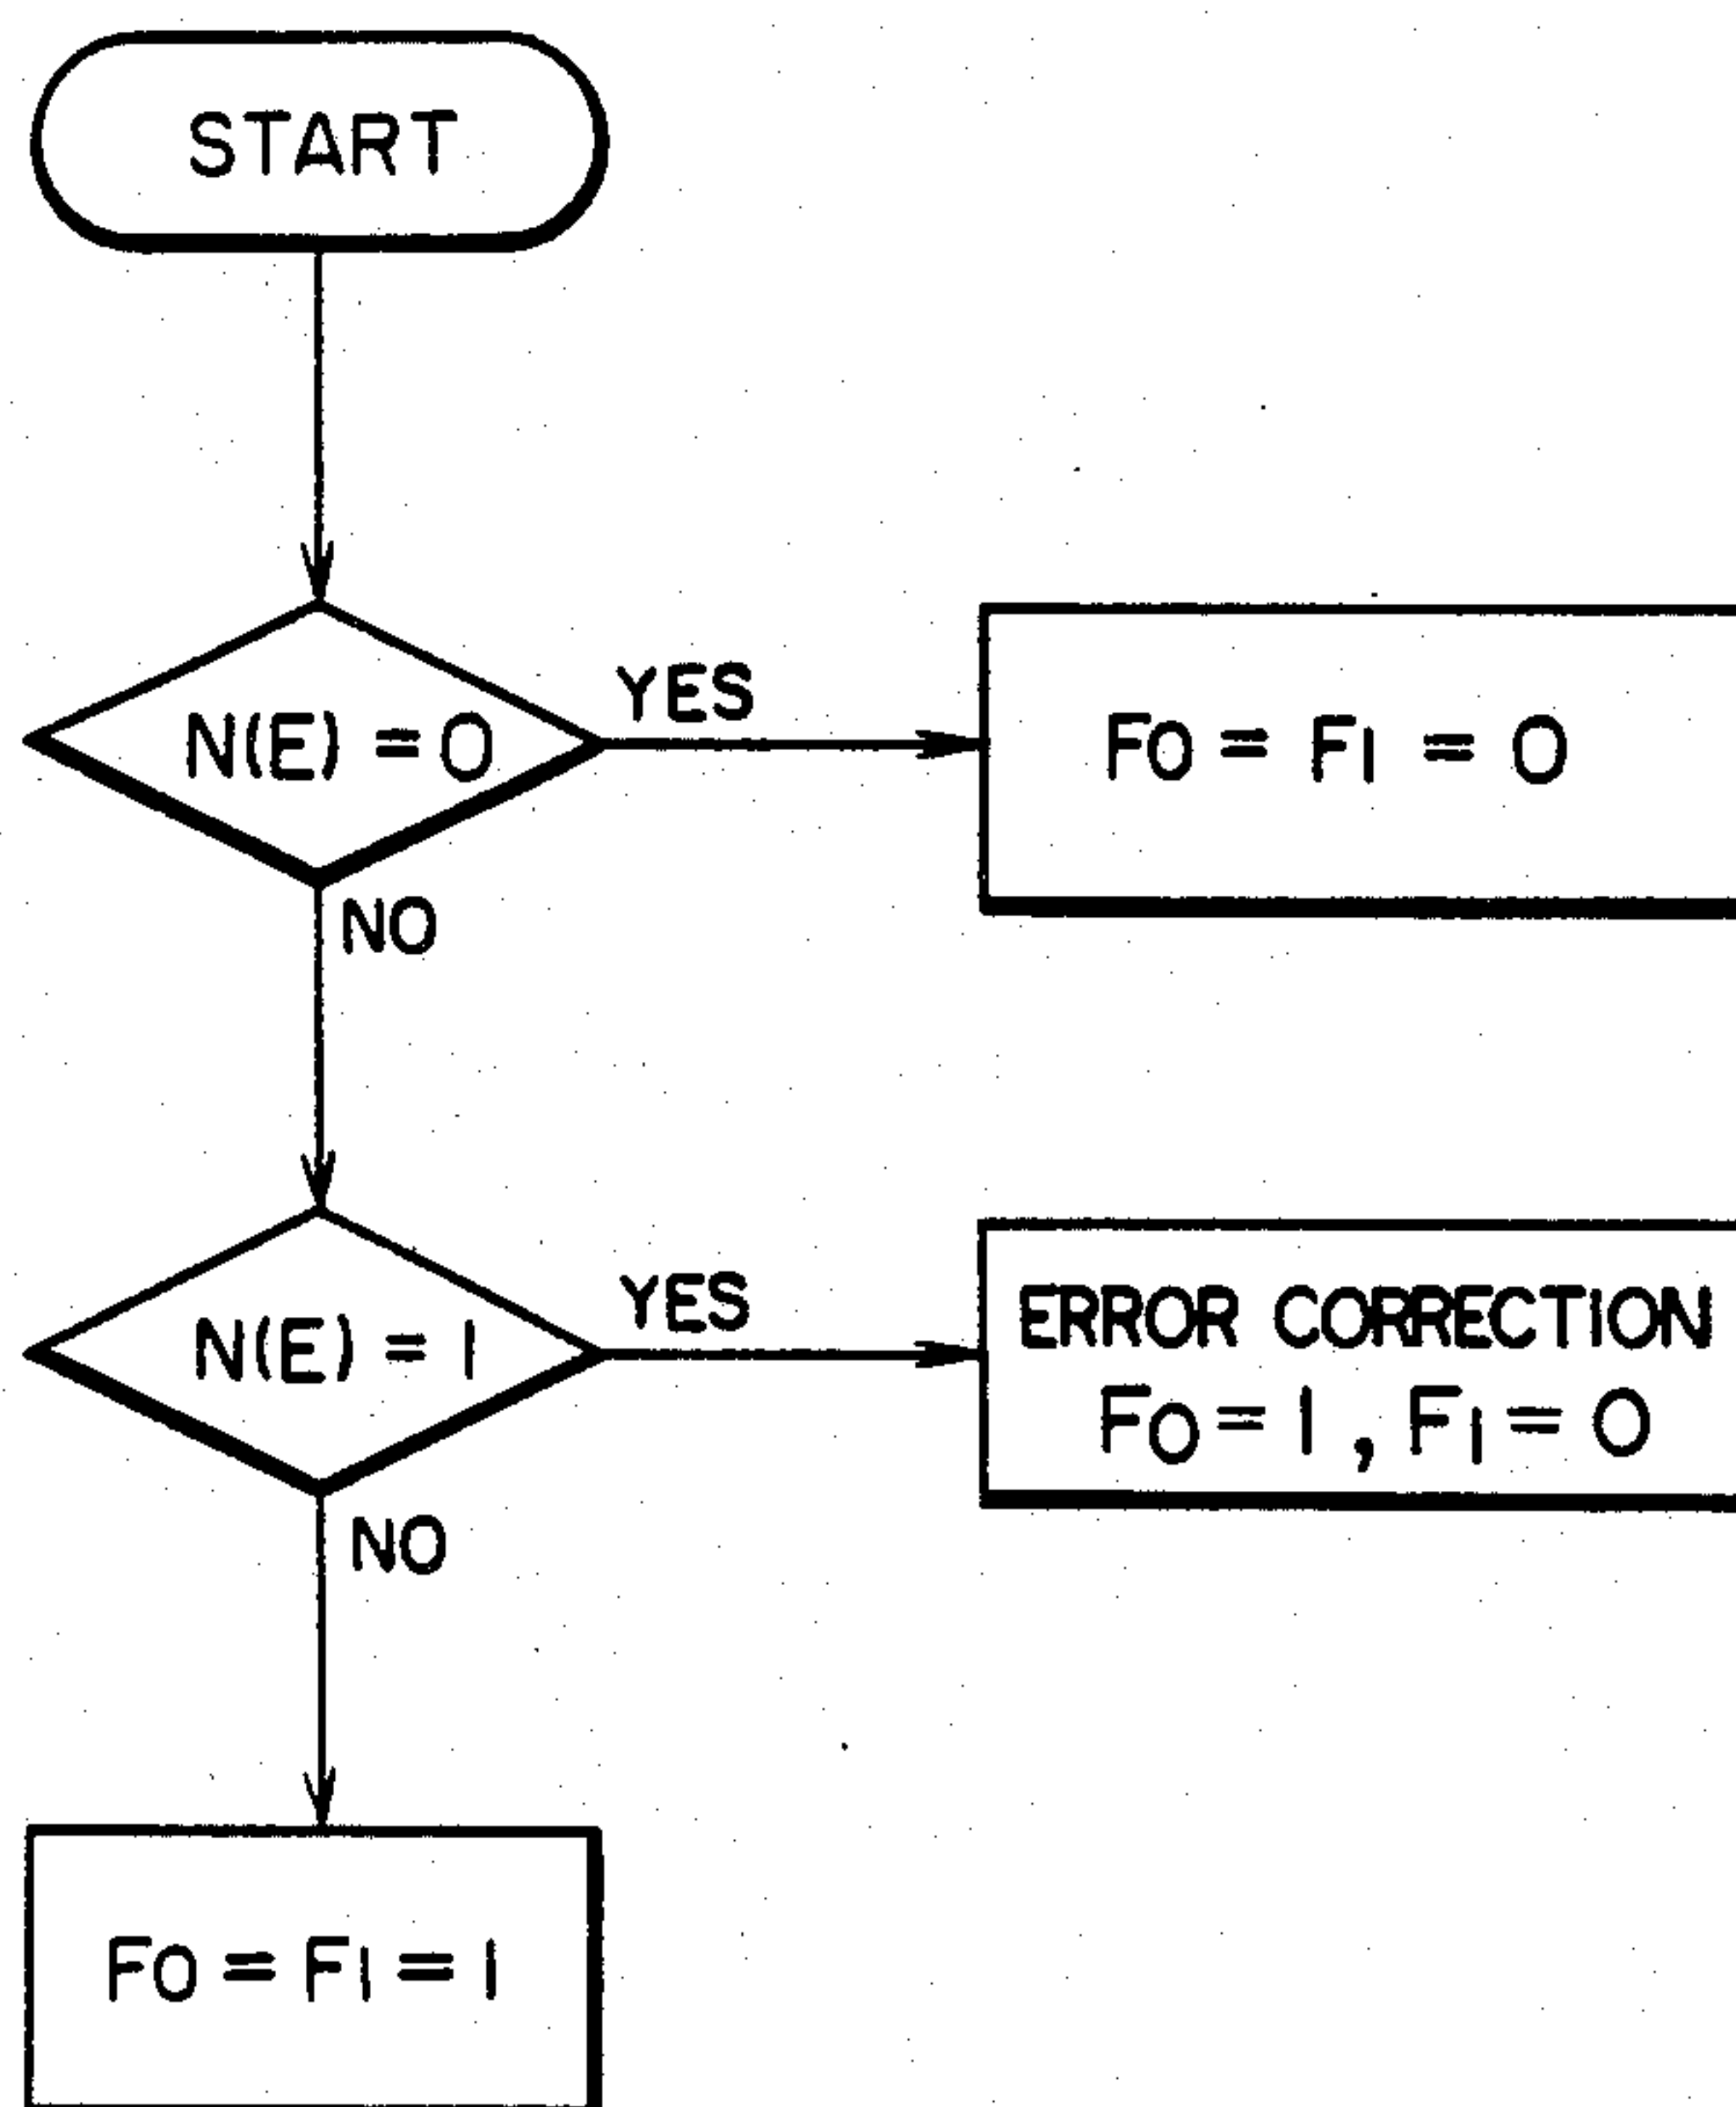 START
N(E) = 0
YES
F0 = F1 = 0
NO
N(E) = 1
YES
ERROR CORRECTION
F0 = 1 , F1 = 0
NO
F0 = F1 = 1